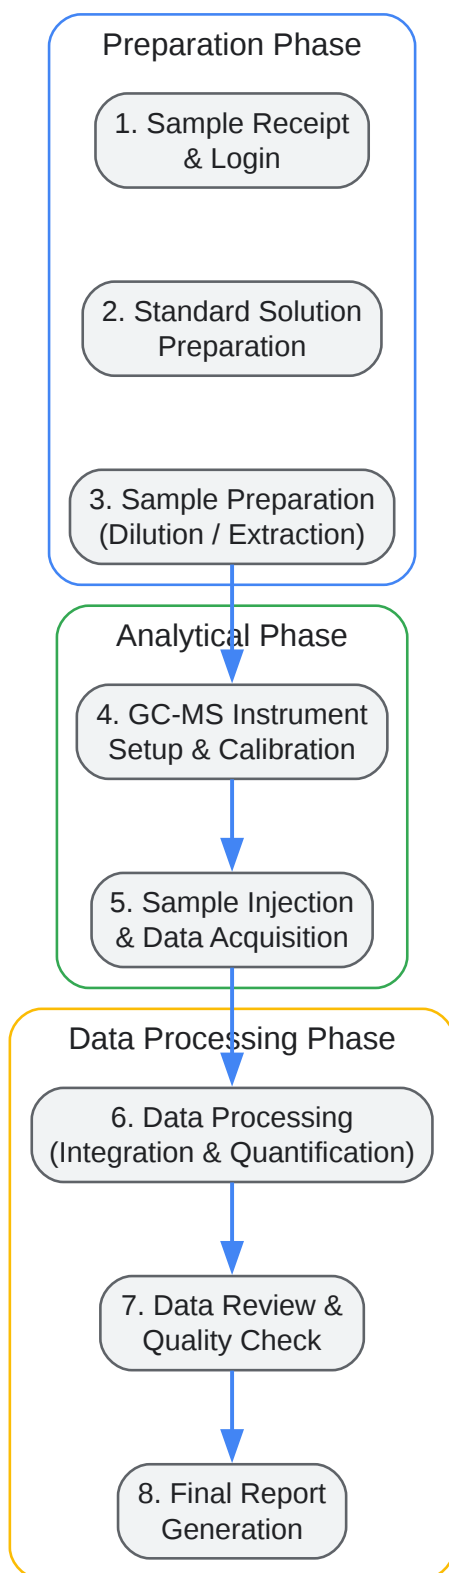 Preparation Phase
1. Sample Receipt
& Login
2. Standard Solution
Preparation
3. Sample Preparation
(Dilution / Extraction)
Analytical Phase
4. GC-MS Instrument
Setup & Calibration
5. Sample Injection
& Data Acquisition
Data Processing Phase
6. Data Processing
(Integration & Quantification)
7. Data Review &
Quality Check
8. Final Report
Generation